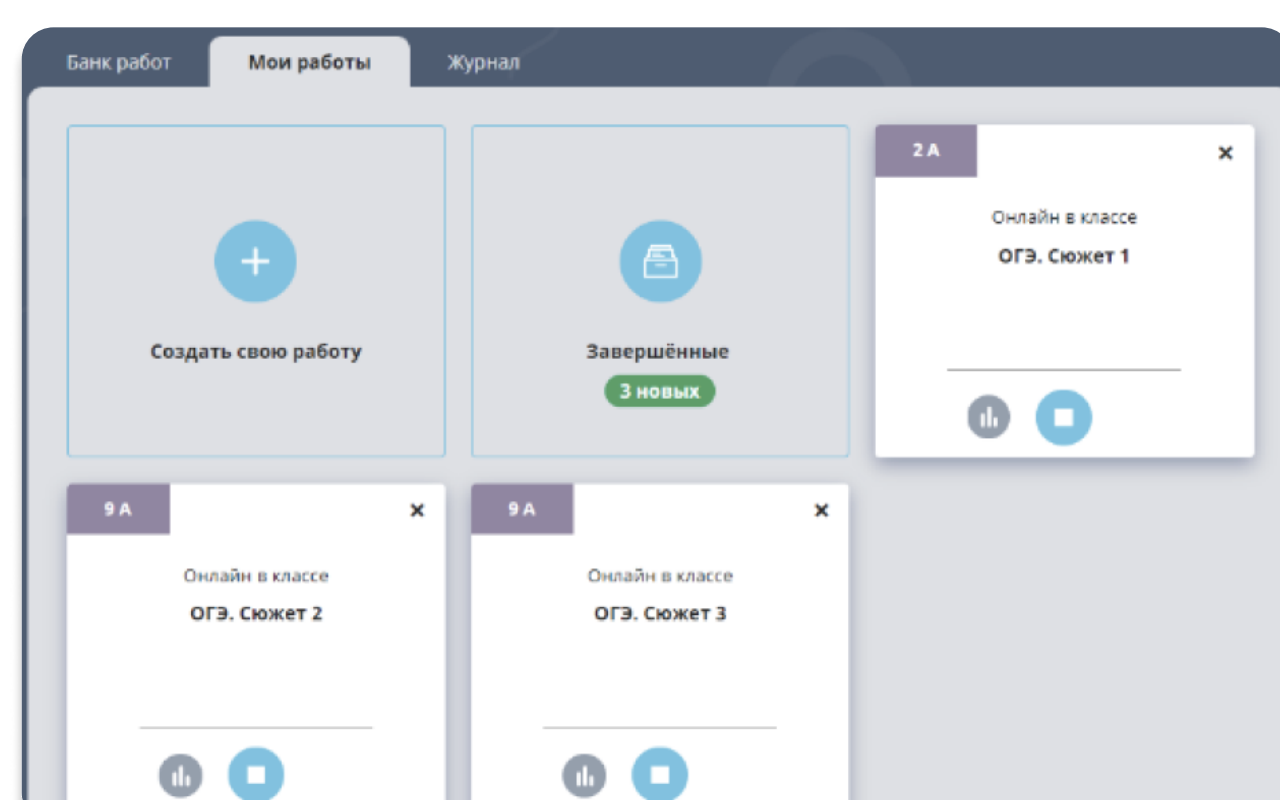 Банк работ
Мои работы
Журнал
Создать свою работу
Завершённые
3 новых
2 А
Онлайн в классе
ОГЭ. Сюжет 1
9 А
Онлайн в классе
ОГЭ. Сюжет 2
9 А
Онлайн в классе
ОГЭ. Сюжет 3